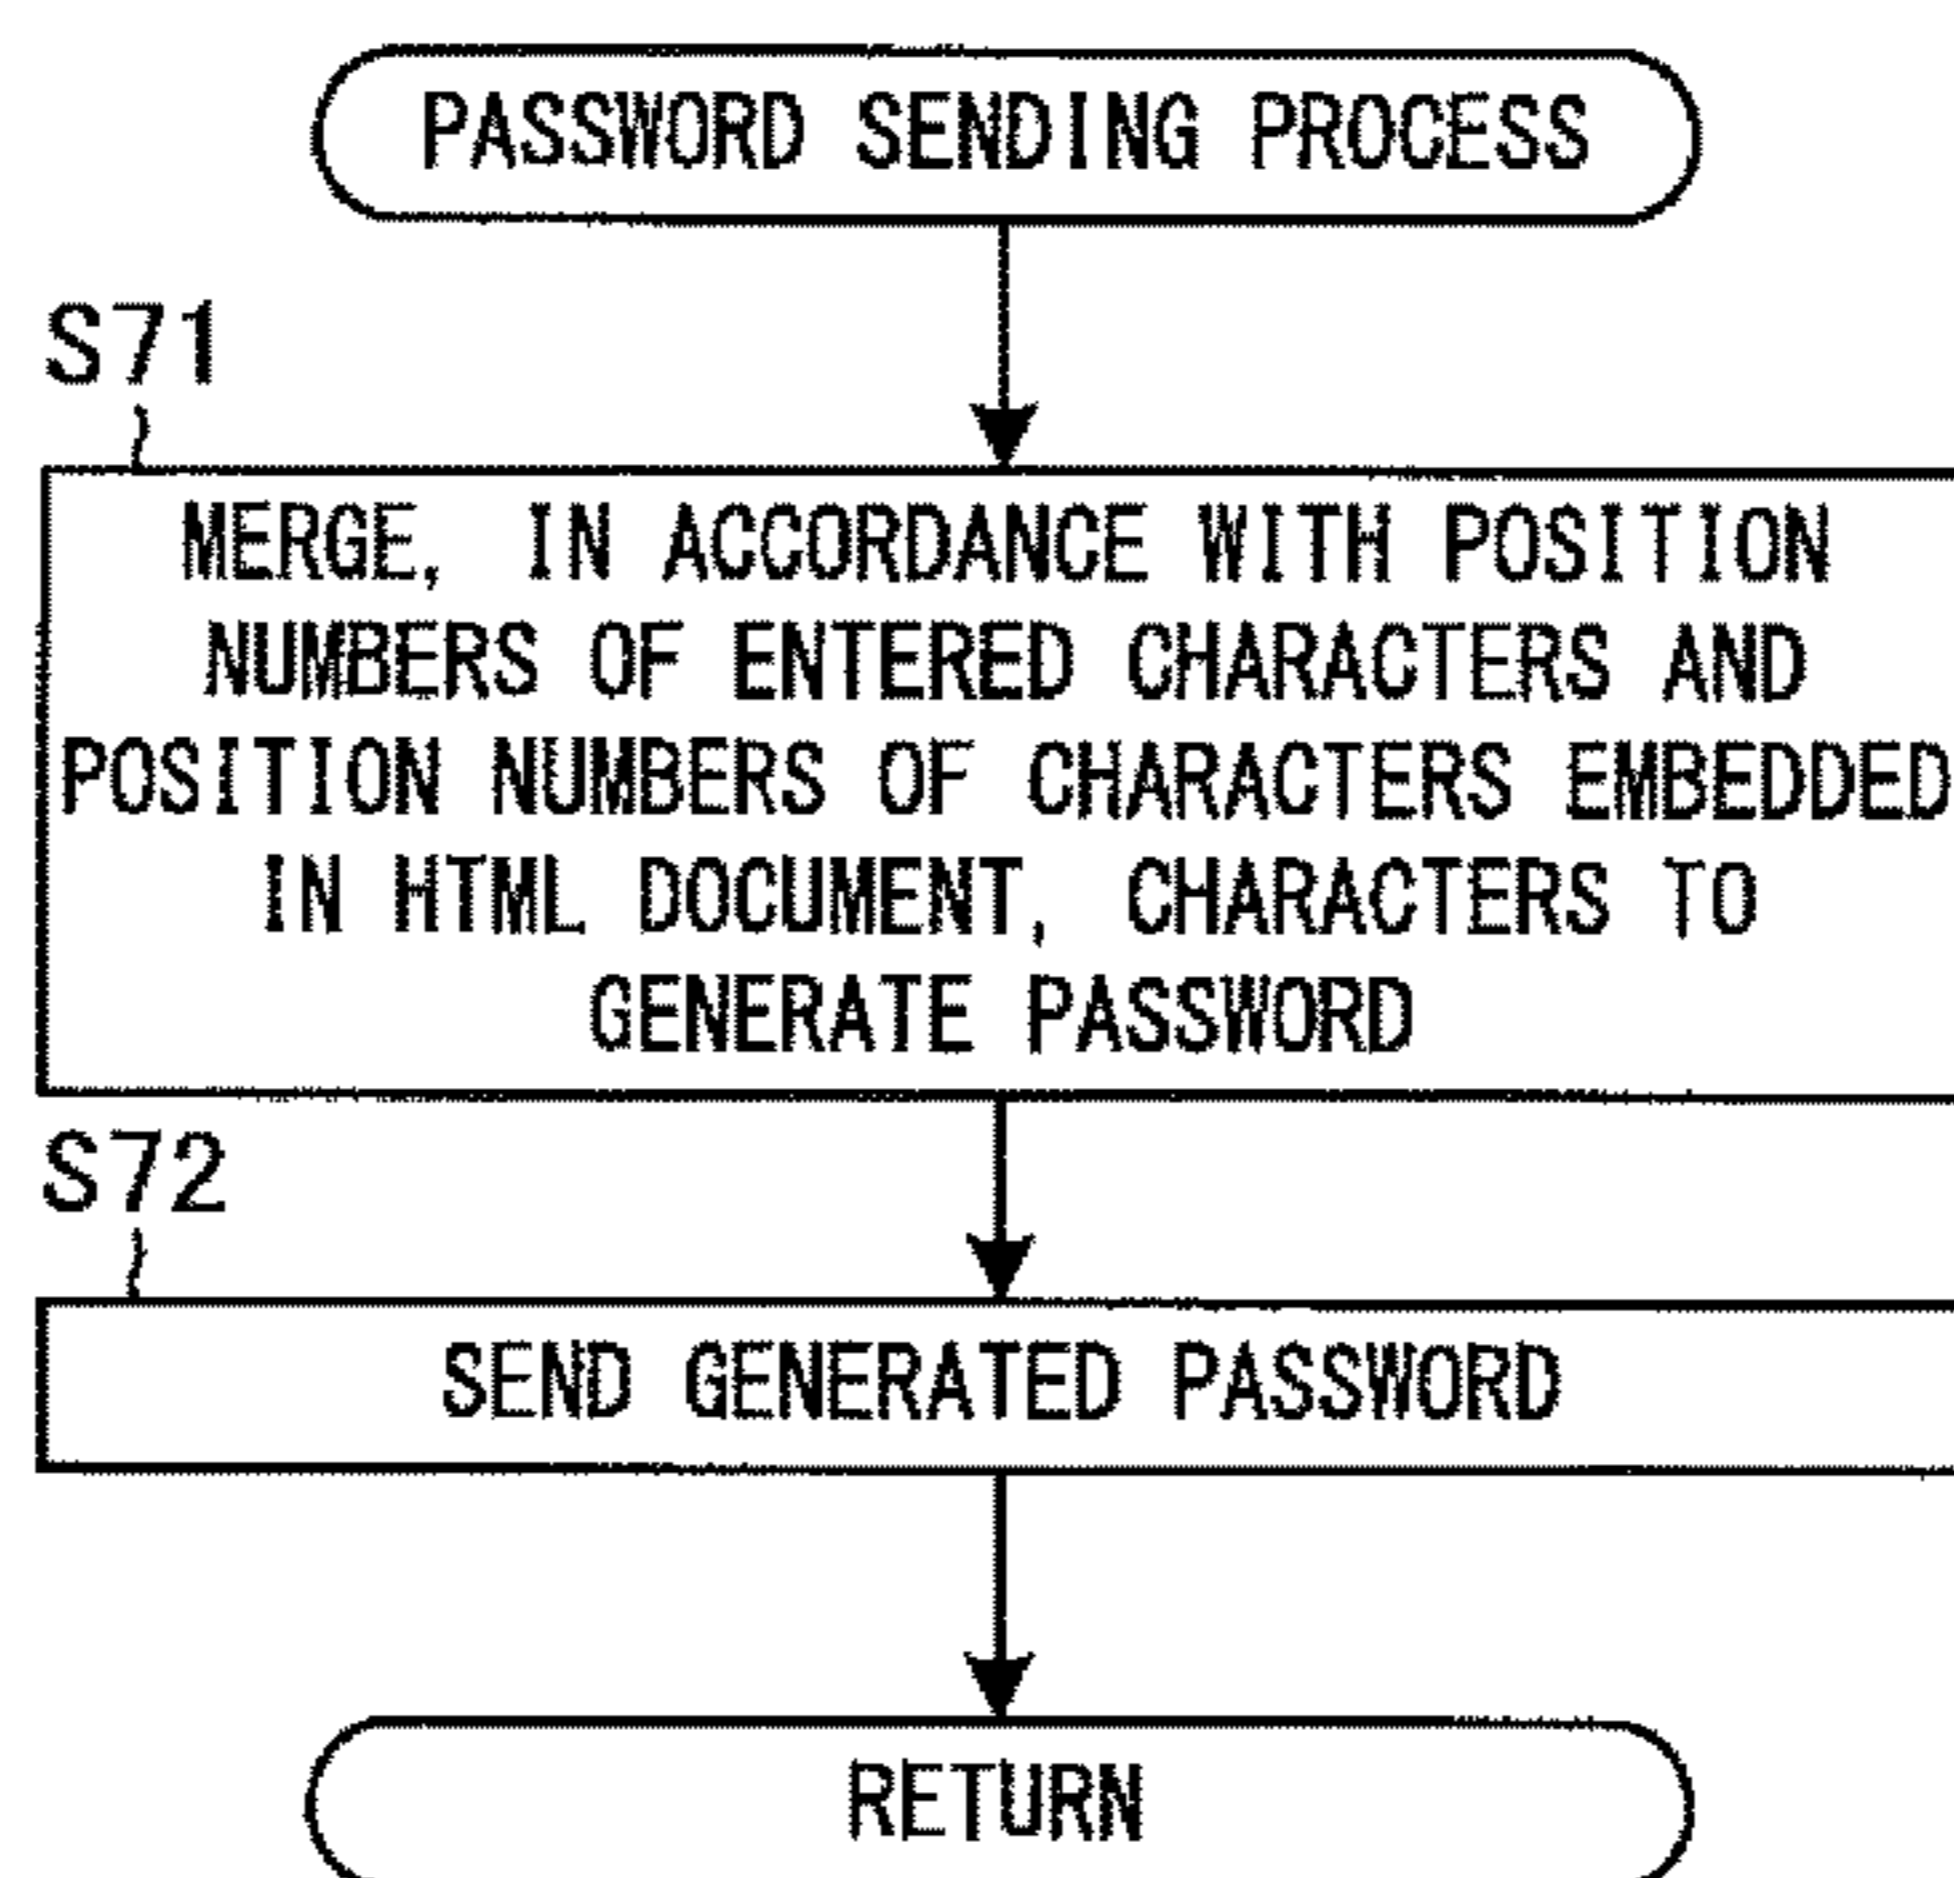 PASSWORD SENDING PROCESS
S71
MERGE, IN ACCORDANCE WITH POSITION
NUMBERS OF ENTERED CHARACTERS AND
POSITION NUMBERS OF CHARACTERS EMBEDDED
IN HTML DOCUMENT, CHARACTERS TO
GENERATE PASSWORD
S72
SEND GENERATED PASSWORD
RETURN